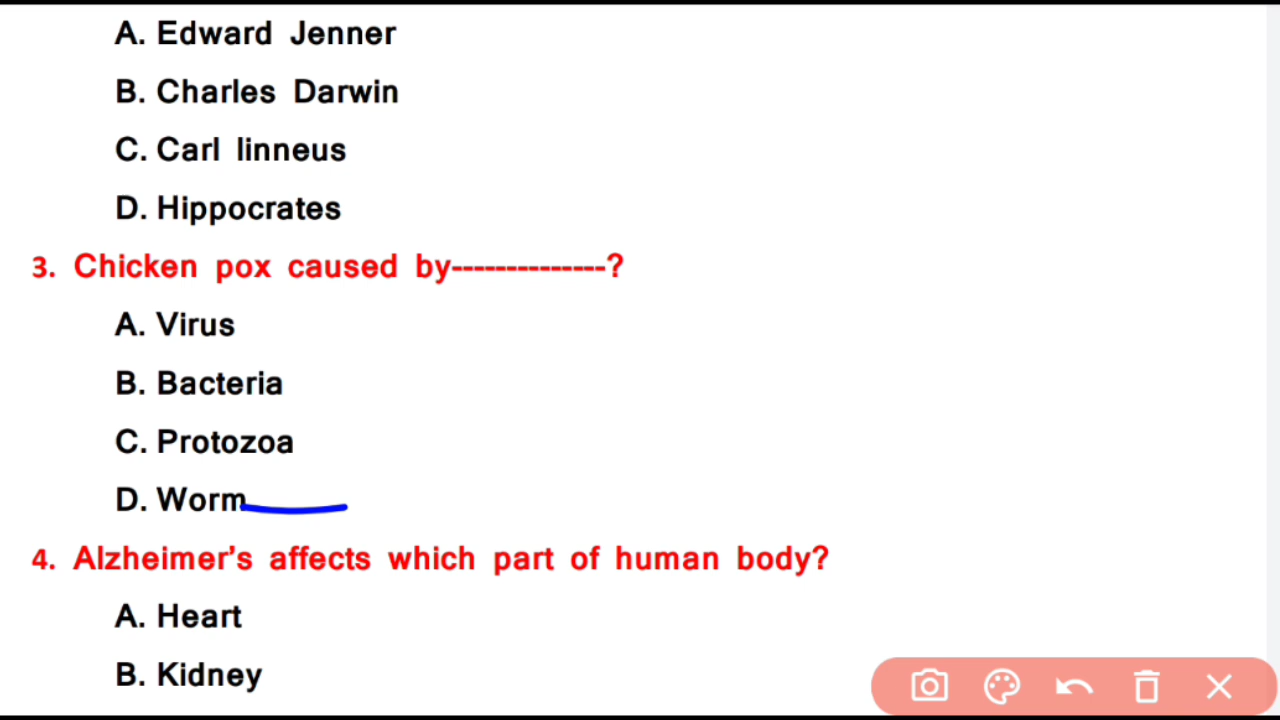 A. Edward Jenner
B. Charles Darwin
C. Carl linneus
D. Hippocrates
3. Chicken pox caused by--------------?
A. Virus
B. Bacteria
C. Protozoa
D. Worm
4. Alzheimer's affects which part of human body?
A. Heart
B. Kidney